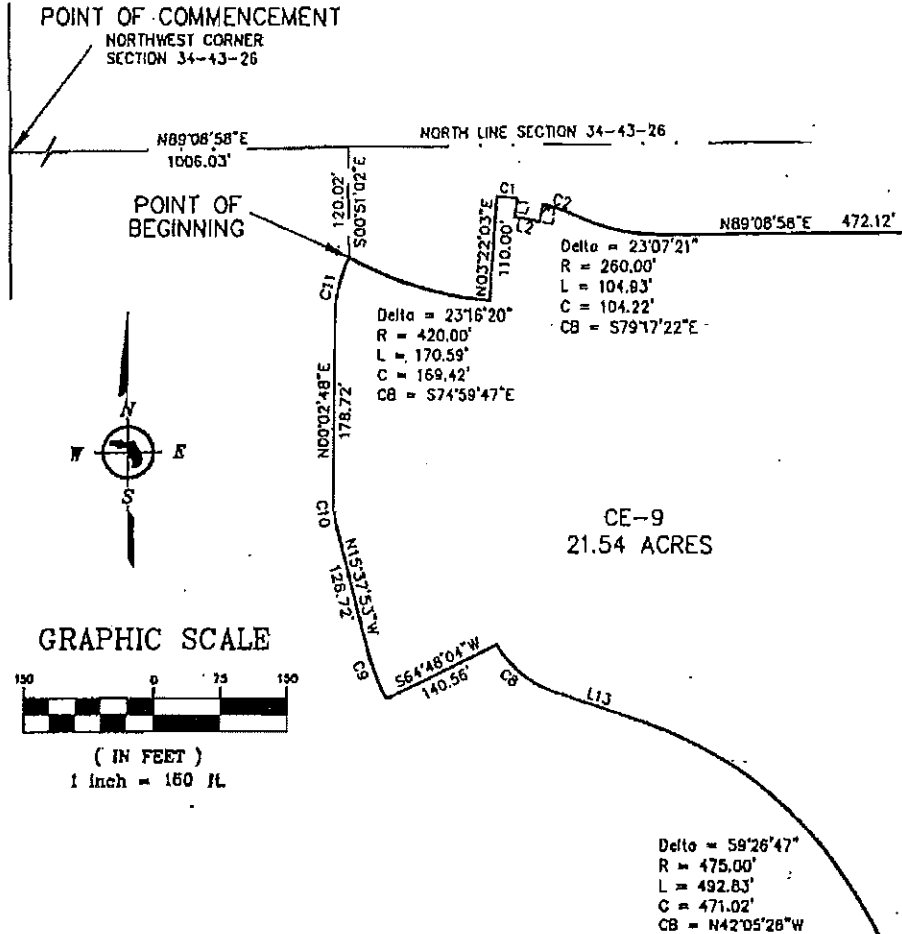 POINT OF COMMENCEMENT
NORTHWEST CORNER
SECTION 34-43-26
N89°08'58"E
1006.03'
NORTH LINE SECTION 34-43-26
120.02'
S00°51'02"E
POINT OF
BEGINNING
C1
L1
L2
C2
N03°22'03"E
110.00'
N89°08'58"E 472.12'
Delta = 23°07'21"
R = 260.00'
L = 104.93'
C = 104.22'
CB = S79°17'22"E
C11
Delta = 23°16'20"
R = 420.00'
L = 170.59'
C = 169.42'
CB = S74°59'47"E
N00°02'48"E
178.72'
N
W E
S
C10
CE-9
21.54 ACRES
N15°37'53"W
126.72'
GRAPHIC SCALE
150 0 75 150
( IN FEET )
1 inch = 150 ft.
C9
S64°48'04"W
140.56'
C8
L13
Delta = 59°26'47"
R = 475.00'
L = 492.83'
C = 471.02'
CB = N42°05'28"W